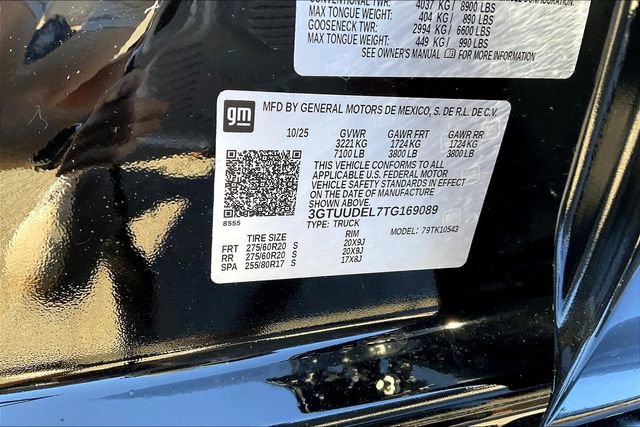 CONVENTIONAL TWR: 4037 KG/ 8900 LBS
MAX TONGUE WEIGHT: 404 KG/ 890 LBS
GOOSENECK TWR: 2994 KG/ 6600 LBS
MAX TONGUE WEIGHT: 449 KG/ 990 LBS
SEE OWNER'S MANUAL FOR MORE INFORMATION
gm
MFD BY GENERAL MOTORS DE MEXICO, S. DE R.L. DE C.V.
10/25 GVWR GAWR FRT GAWR RR
3221 KG 1724 KG 1724 KG
7100 LB 3800 LB 3800 LB
THIS VEHICLE CONFORMS TO ALL
APPLICABLE U.S. FEDERAL MOTOR
VEHICLE SAFETY STANDARDS IN EFFECT
ON THE DATE OF MANUFACTURE
SHOWN ABOVE.
3GTUUDEL7TG169089
8555
TYPE: TRUCK MODEL: 79TK10543
TIRE SIZE RIM
FRT 275/60R20 S 20X9J
RR 275/60R20 S 20X9J
SPA 255/80R17 S 17X8J